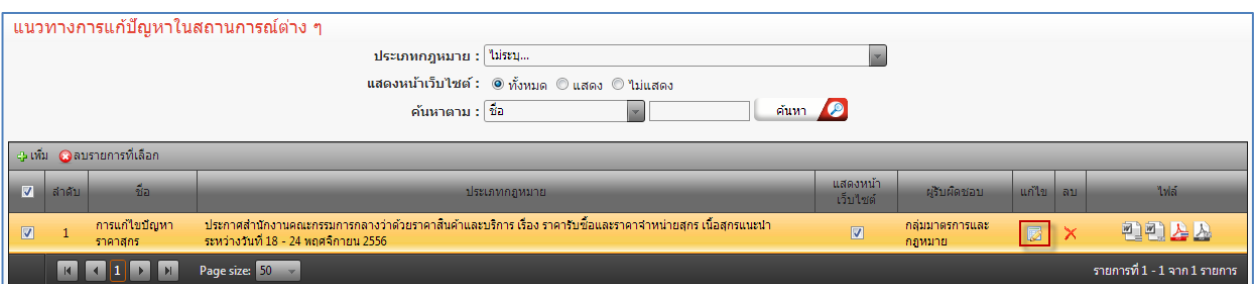 แนวทางการแก้ปัญหาในสถานการณ์ต่าง ๆ
ประเภทกฎหมาย : ไม่ระบุ...
แสดงหน้าเว็บไซต์ : ทั้งหมด แสดง ไม่แสดง
ค้นหาตาม : ชื่อ ค้นหา
เพิ่ม ลบรายการที่เลือก
ลำดับ ชื่อ ประเภทกฎหมาย แสดงหน้า ผู้รับผิดชอบ แก้ไข ลบ ไฟล์
เว็บไซต์
1 การแก้ไขปัญหา ประกาศสำนักงานคณะกรรมการกลางว่าด้วยราคาสินค้าและบริการ เรื่อง ราคารับซื้อและราคาจำหน่ายสุกร เนื้อสุกรแนะนำ กลุ่มมาตรการและ
ราคาสุกร ระหว่างวันที่ 18 - 24 พฤศจิกายน 2556 กฎหมาย
1 Page size: 50 รายการที่ 1 - 1 จาก 1 รายการ